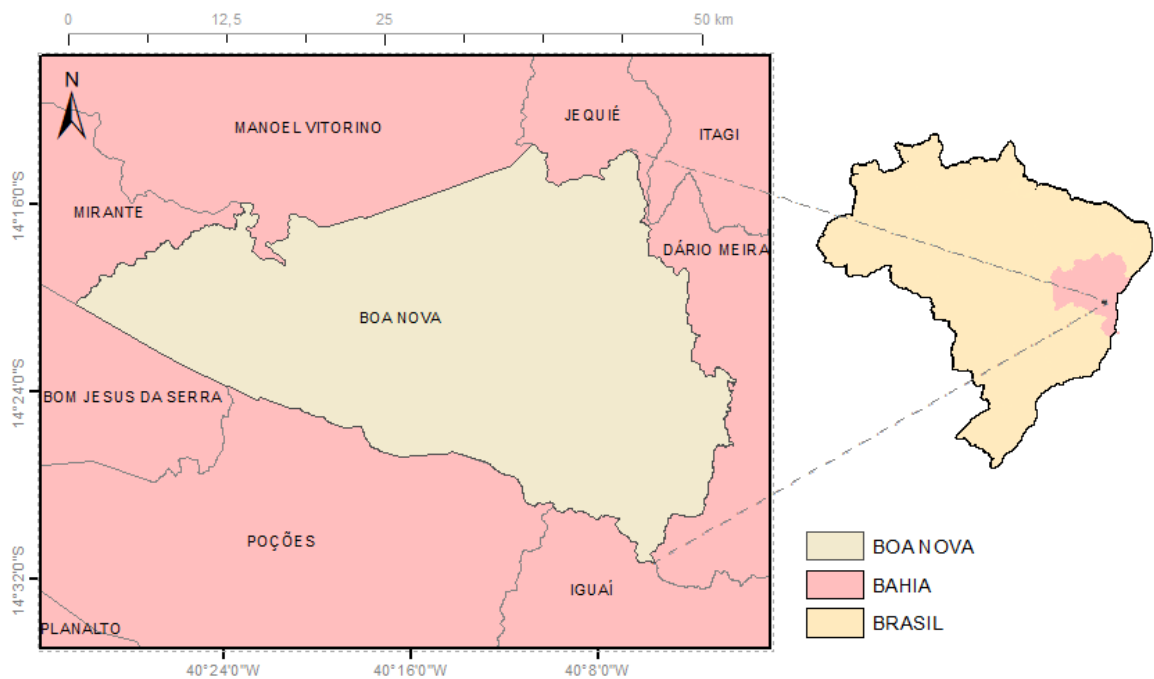 0 12,5 25 50 km
N
JEQUIÉ
MANOEL VITORINO
ITAGI
14°16'0"S
MIRANTE
DÁRIO MEIRA
BOA NOVA
14°24'0"S
BOM JESUS DA SERRA
POÇÕES
14°32'0"S
IGUAÍ
PLANALTO
40°24'0"W 40°16'0"W 40°8'0"W
BOA NOVA
BAHIA
BRASIL